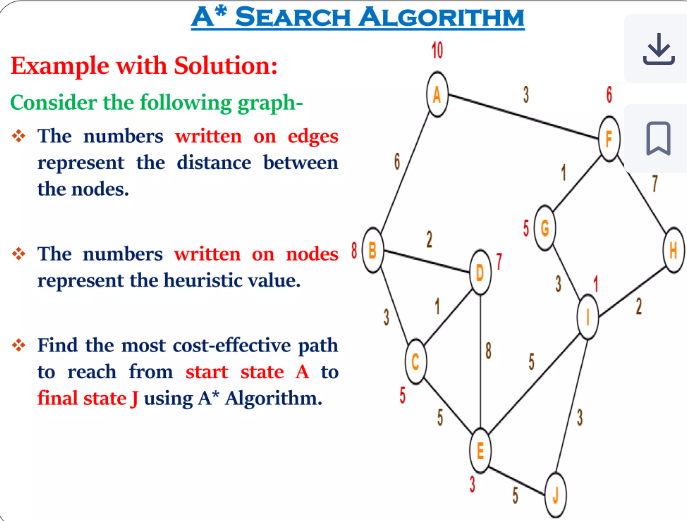 A* SEARCH ALGORITHM
Example with Solution:
Consider the following graph-
❖ The numbers written on edges
represent the distance between
the nodes.
❖ The numbers written on nodes
represent the heuristic value.
❖ Find the most cost-effective path
to reach from start state A to
final state J using A* Algorithm.
10
A
3
6
F
6
1
7
5
G
8
B
2
D
7
H
3
1
3
1
I
2
C
8
5
5
5
3
E
3
5
J